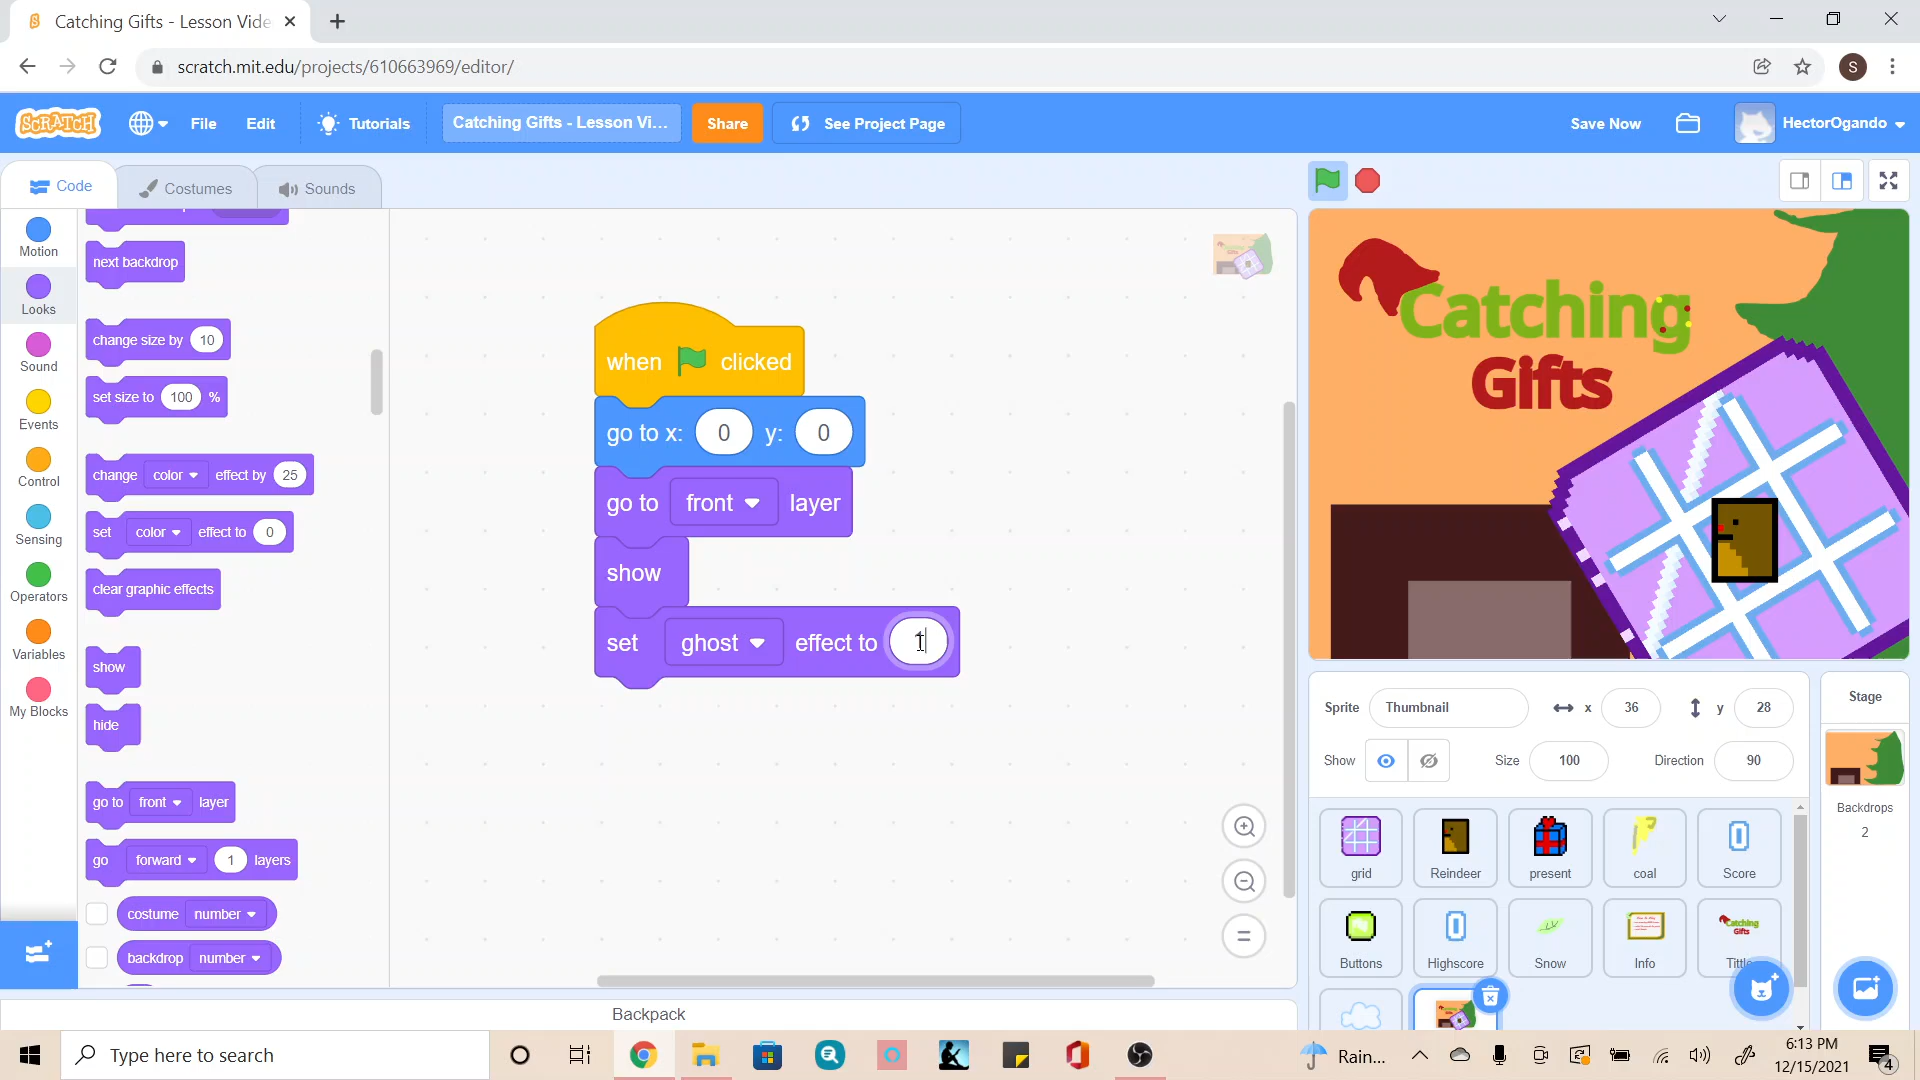 Catching Gifts - Lesson Vide
scratch.mit.edu/projects/610663969/editor/
S
SCRATCH
File
Edit
Tutorials
Catching Gifts - Lesson Vi...
Share
See Project Page
Save Now
HectorOgando
Code
Costumes
Sounds
Motion
Looks
Sound
Events
Control
Sensing
Operators
Variables
My Blocks
next backdrop
change size by 10
set size to 100 %
change color effect by 25
set color effect to 0
clear graphic effects
show
hide
go to front layer
go forward 1 layers
costume number
backdrop number
when clicked
go to x: 0 y: 0
go to front layer
show
set ghost effect to 1
Backpack
Catching
Gifts
Sprite Thumbnail x 36 y 28
Show Size 100 Direction 90
Stage
Backdrops
2
grid
Reindeer
present
coal
Score
Buttons
Highscore
Snow
Info
Catching
Gifts
Tittle
Type here to search
Rain...
6:13 PM
12/15/2021
4